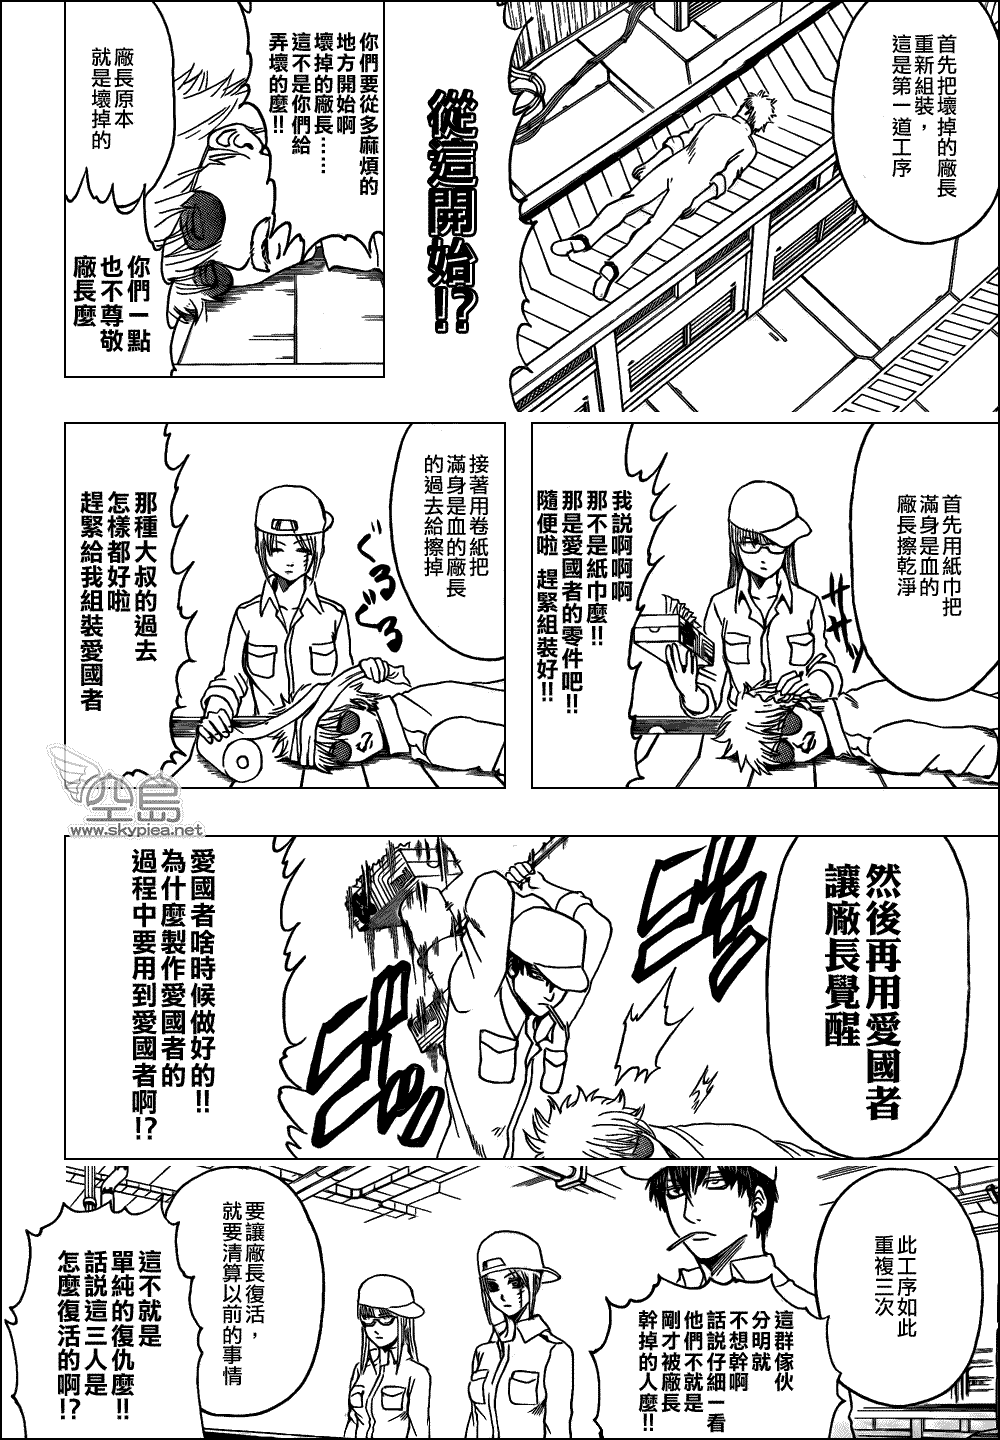 首先把壞掉的廠長
重新組裝，
這是第一道工序
從這開始!?
你們要從多麻煩的
地方開始啊
壞掉的廠長……
這不是你們給
弄壞的麼!!
廠長原本
就是壞掉的
你們一點
也不尊敬
廠長麼
首先用紙巾把
滿身是血的
廠長擦乾淨
我說啊啊啊
那不是紙巾麼!!
那是愛國者的零件吧!!
隨便啦 趕緊組裝好!!
接著用卷紙把
滿身是血的廠長
的過去給擦掉
ぐるぐる
那種大叔的過去
怎樣都好啦
趕緊給我組裝愛國者
空島
www.skypiea.net
然後再用愛國者
讓廠長覺醒
愛國者啥時候做好的!!
為什麼製作愛國者的
過程中要用到愛國者啊!?
此工序如此
重複三次
這群傢伙
分明就
不想幹啊
話説仔細一看
他們不就是
剛才被廠長
幹掉的人麼!!
要讓廠長復活，
就要清算以前的事情
這不就是
單純的復仇麼!!
話說這三人是
怎麼復活的啊!?